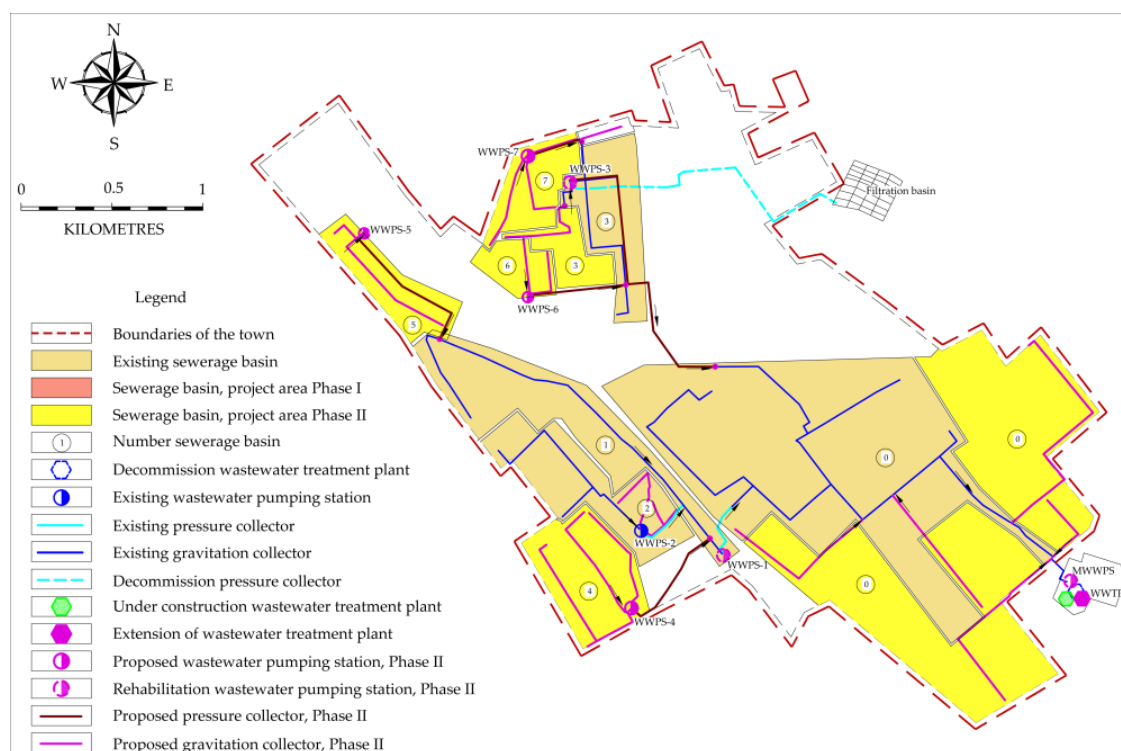 N
W
E
S
0
0.5
1
KILOMETRES
Legend
Boundaries of the town
Existing sewerage basin
Sewerage basin, project area Phase I
Sewerage basin, project area Phase II
1
Number sewerage basin
Decommission wastewater treatment plant
Existing wastewater pumping station
Existing pressure collector
Existing gravitation collector
Decommission pressure collector
Under construction wastewater treatment plant
Extension of wastewater treatment plant
Proposed wastewater pumping station, Phase II
Rehabilitation wastewater pumping station, Phase II
Proposed pressure collector, Phase II
Proposed gravitation collector, Phase II
WWPS-7
WWPS-3
7
Filtration basin
3
WWPS-5
6
3
WWPS-6
5
1
0
0
2
WWPS-2
WWPS-1
0
4
WWPS-4
MWWPS
WWTP